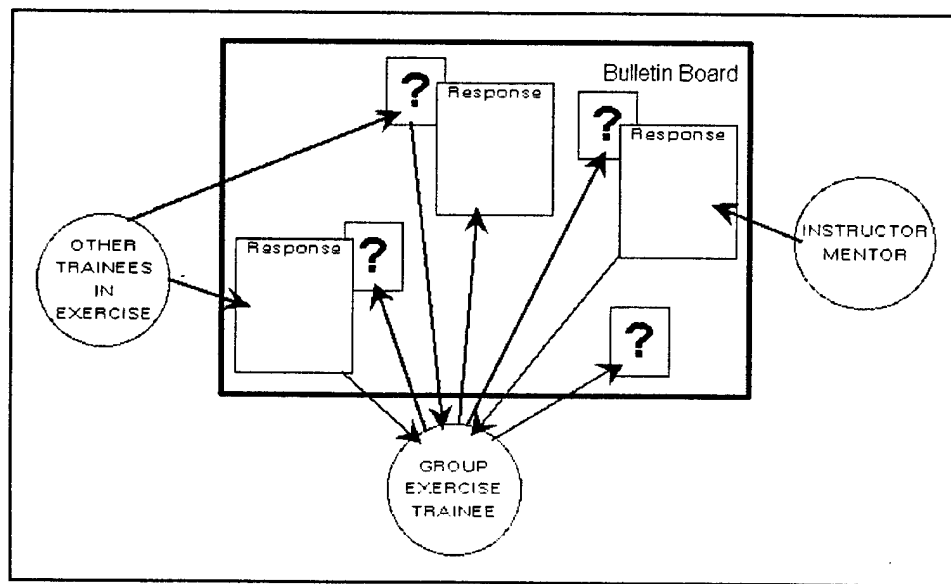 Bulletin Board
?
Response
?
Response
OTHER
TRAINEES
IN
EXERCISE
Response
?
INSTRUCTOR
MENTOR
?
GROUP
EXERCISE
TRAINEE